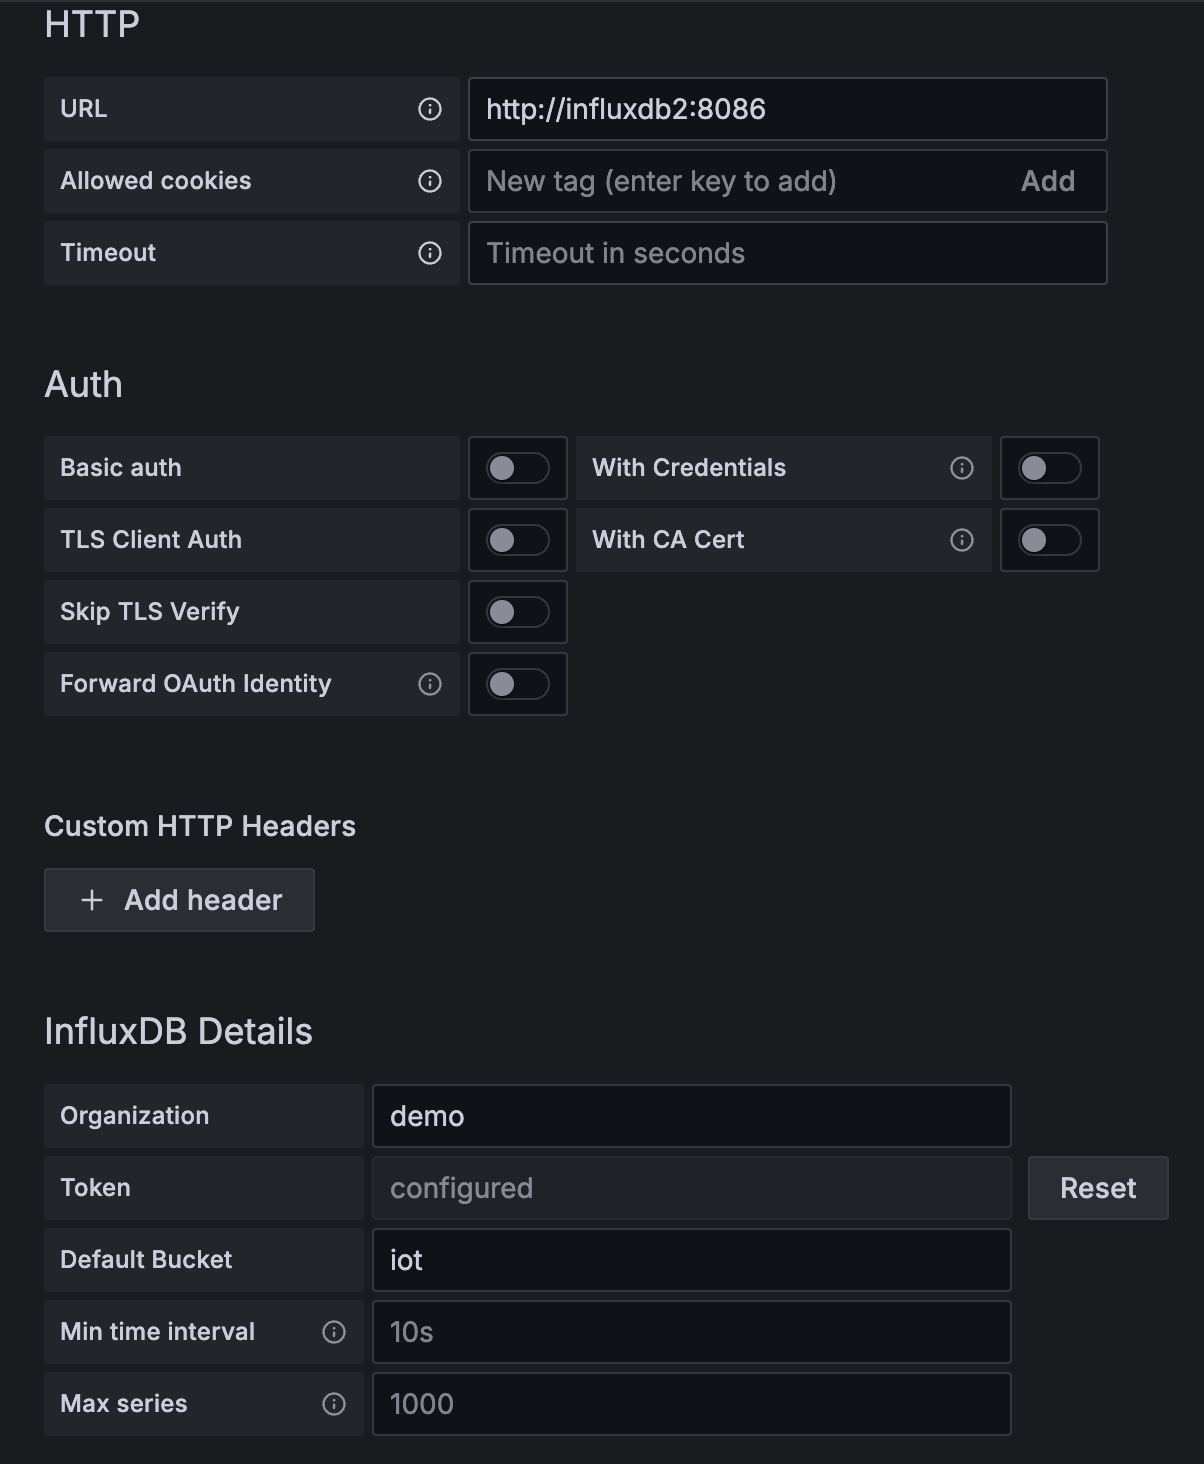 HTTP
URL http://influxdb2:8086
Allowed cookies New tag (enter key to add) Add
Timeout Timeout in seconds
Auth
Basic auth With Credentials
TLS Client Auth With CA Cert
Skip TLS Verify
Forward OAuth Identity
Custom HTTP Headers
+ Add header
InfluxDB Details
Organization demo
Token configured Reset
Default Bucket iot
Min time interval 10s
Max series 1000